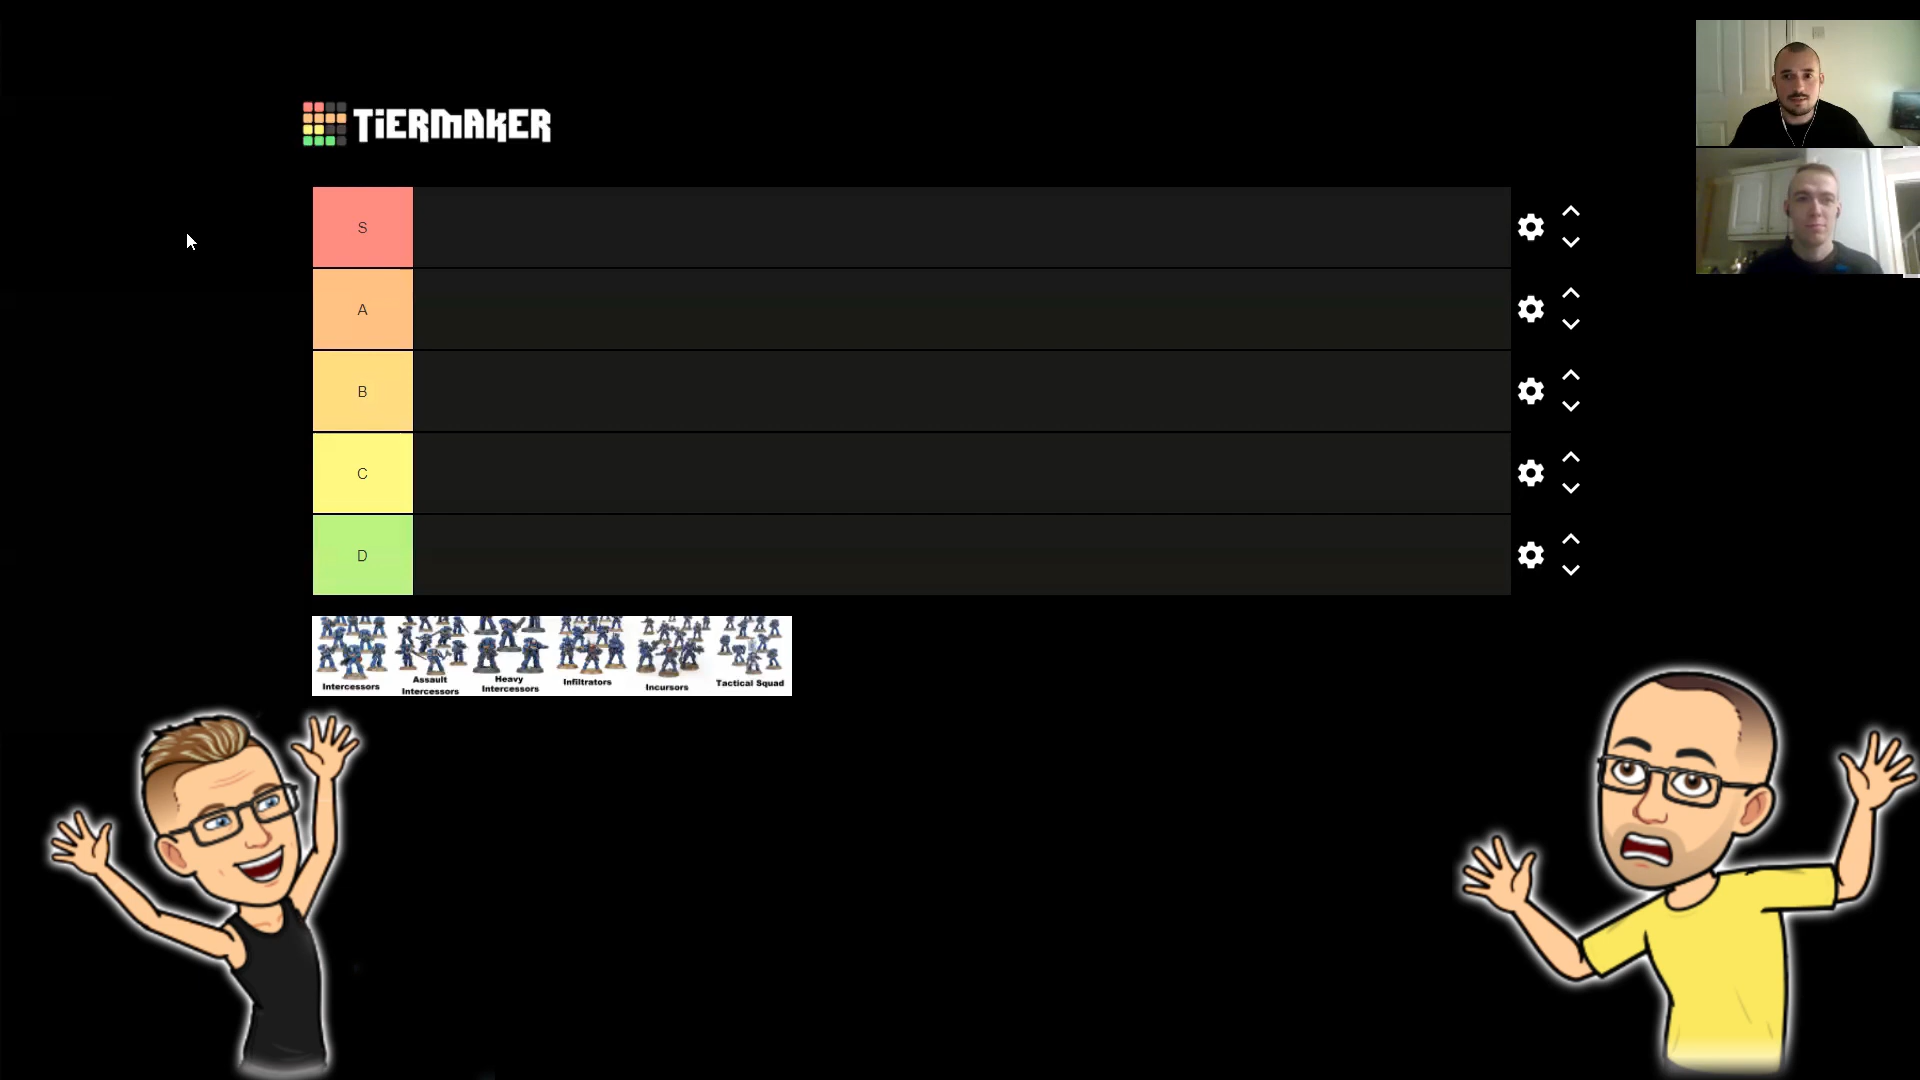 TiERMAKER
S
A
B
C
D
Intercessors
Assault
Intercessors
Heavy
Intercessors
Infiltrators
Incursors
Tactical Squad